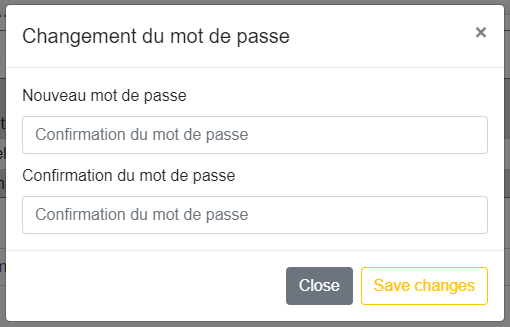 Changement du mot de passe ×
Nouveau mot de passe
Confirmation du mot de passe
Confirmation du mot de passe
Confirmation du mot de passe
Close Save changes